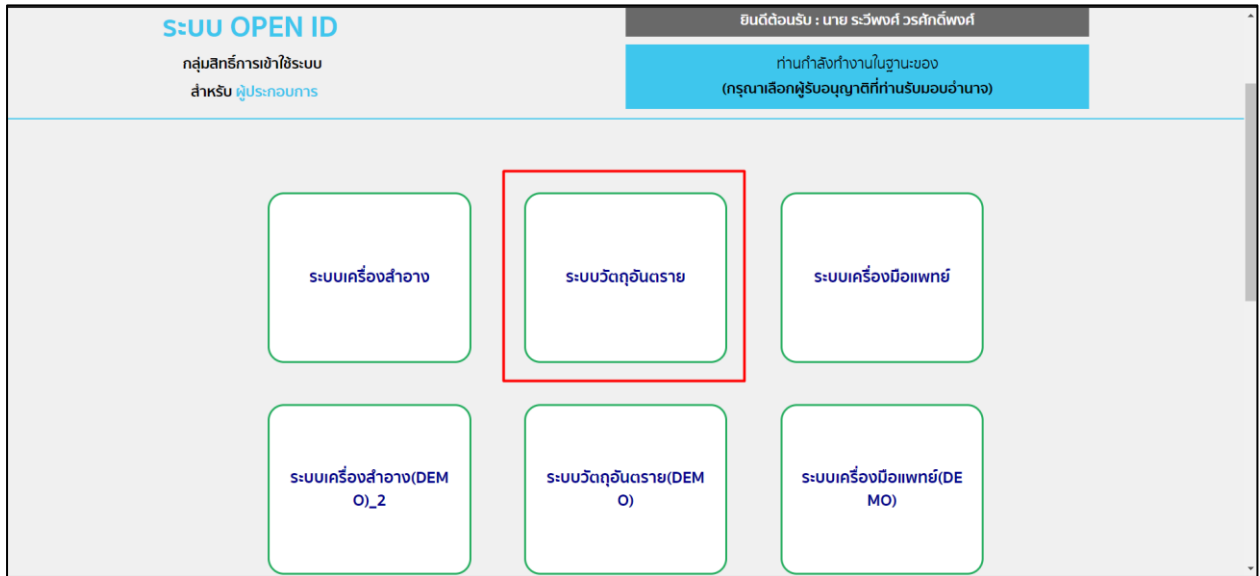 ระบบ OPEN ID
กลุ่มสิทธิ์การเข้าใช้ระบบ
สำหรับ ผู้ประกอบการ
ยินดีต้อนรับ : นาย ระวีพงศ์ วรศักดิ์พงศ์
ท่านกำลังทำงานในฐานะของ
(กรุณาเลือกผู้รับอนุญาติที่ท่านรับมอบอำนาจ)
ระบบเครื่องสำอาง
ระบบวัตถุอันตราย
ระบบเครื่องมือแพทย์
ระบบเครื่องสำอาง(DEM
O)_2
ระบบวัตถุอันตราย(DEM
O)
ระบบเครื่องมือแพทย์(DE
MO)